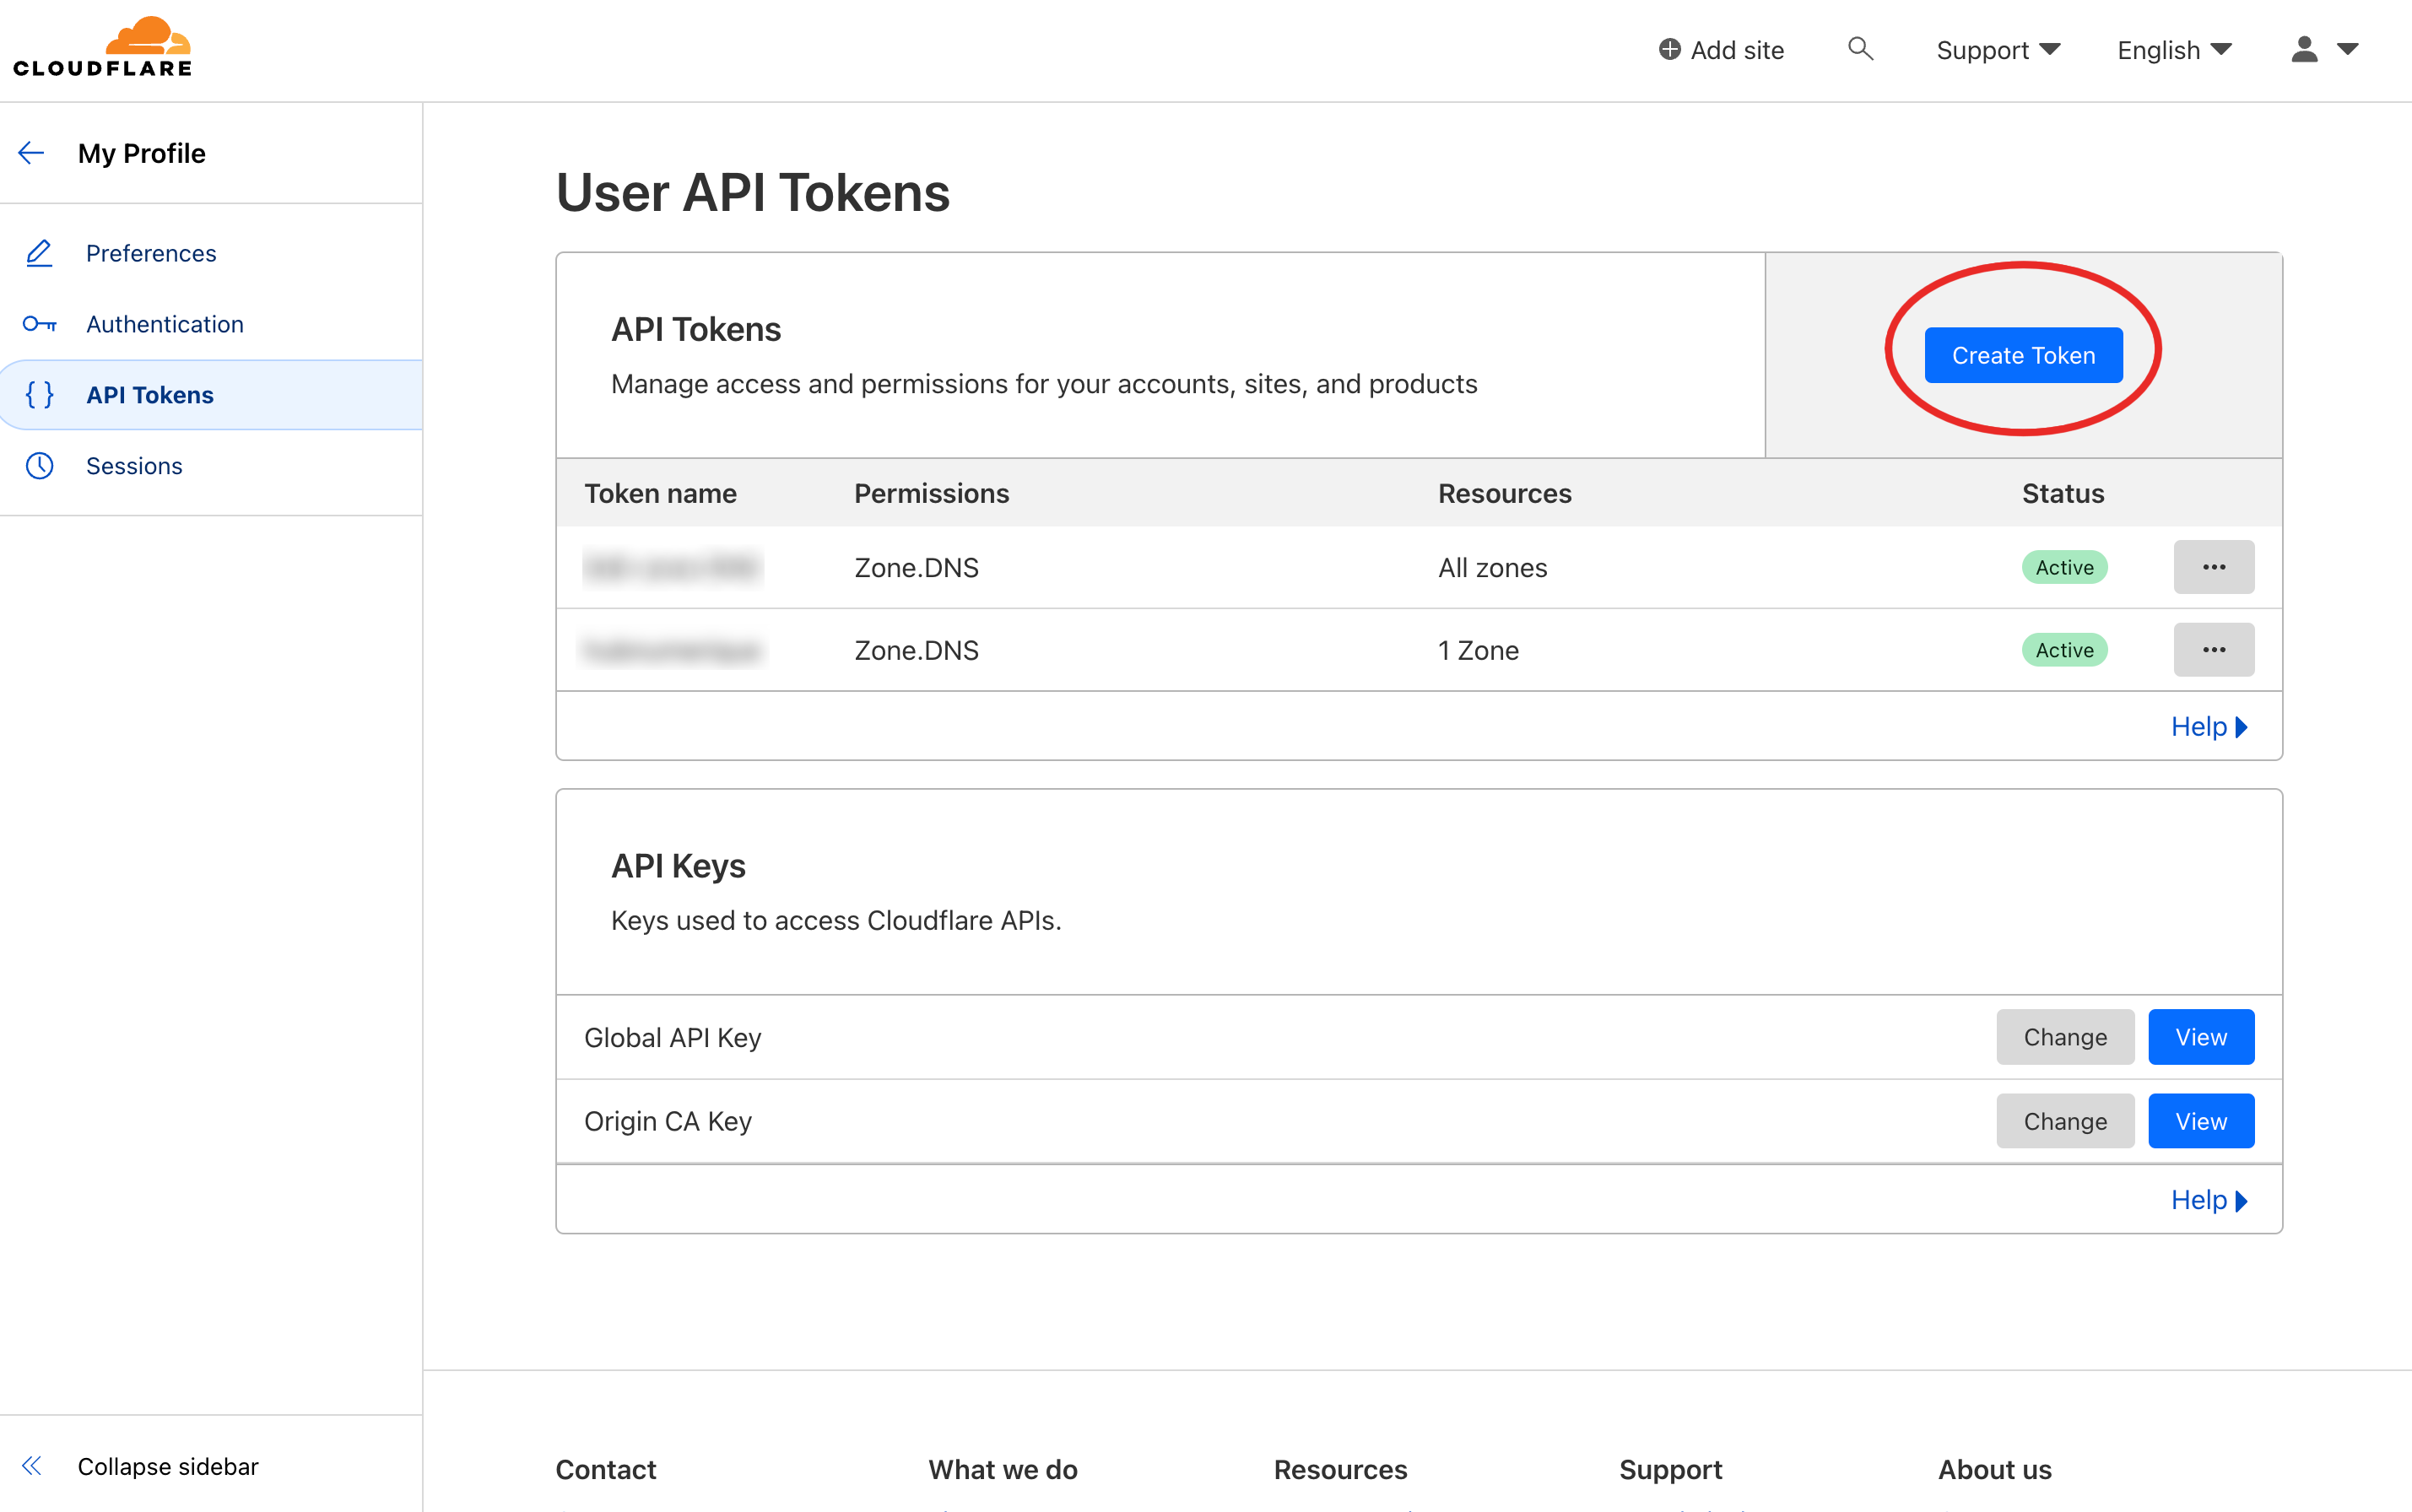 CLOUDFLARE
Add site
Support
English
My Profile
Preferences
Authentication
API Tokens
Sessions
User API Tokens
API Tokens
Manage access and permissions for your accounts, sites, and products
Create Token
Token name Permissions Resources Status
Zone.DNS All zones Active
Zone.DNS 1 Zone Active
Help
API Keys
Keys used to access Cloudflare APIs.
Global API Key Change View
Origin CA Key Change View
Help
Collapse sidebar
Contact What we do Resources Support About us